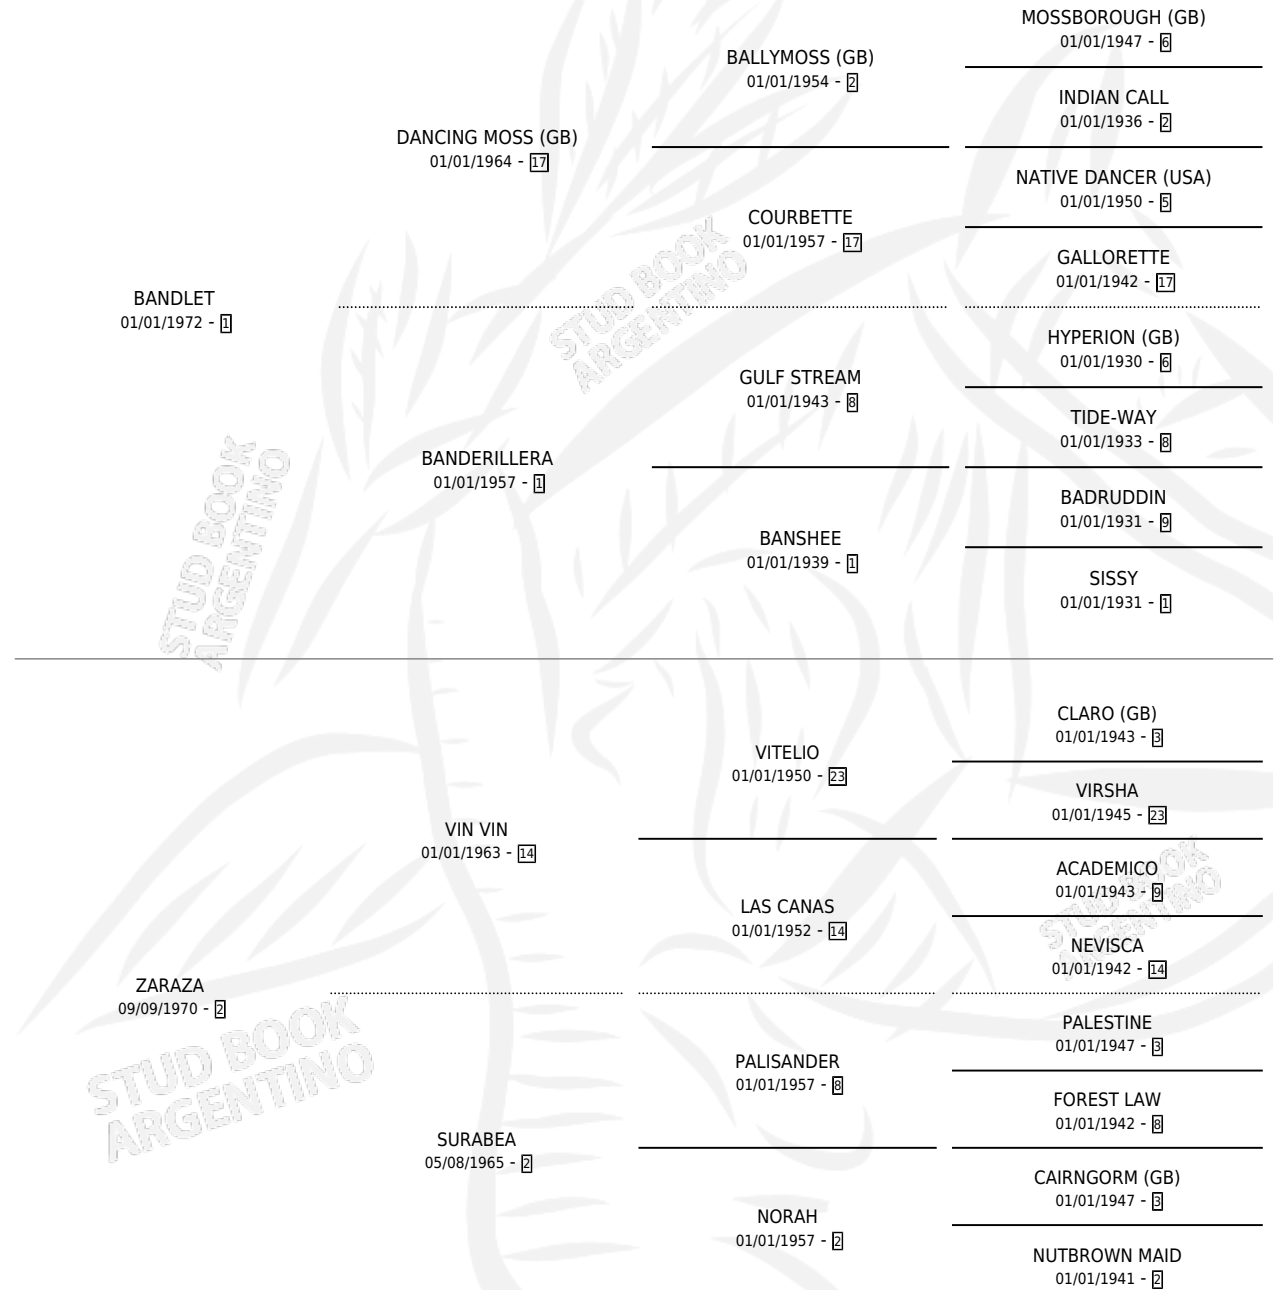 MOSSBOROUGH (GB)
01/01/1947 - 6
BALLYMOSS (GB)
01/01/1954 - 2
INDIAN CALL
01/01/1936 - 2
DANCING MOSS (GB)
01/01/1964 - 17
NATIVE DANCER (USA)
01/01/1950 - 5
COURBETTE
01/01/1957 - 17
GALLORETTE
01/01/1942 - 17
BANDLET
01/01/1972 - 1
HYPERION (GB)
01/01/1930 - 6
GULF STREAM
01/01/1943 - 8
TIDE-WAY
01/01/1933 - 8
BANDERILLERA
01/01/1957 - 1
BADRUDDIN
01/01/1931 - 9
BANSHEE
01/01/1939 - 1
SISSY
01/01/1931 - 1
CLARO (GB)
01/01/1943 - 3
VITELIO
01/01/1950 - 23
VIRSHA
01/01/1945 - 23
VIN VIN
01/01/1963 - 14
ACADEMICO
01/01/1943 - 9
LAS CANAS
01/01/1952 - 14
NEVISCA
01/01/1942 - 14
ZARAZA
09/09/1970 - 2
PALESTINE
01/01/1947 - 3
PALISANDER
01/01/1957 - 8
FOREST LAW
01/01/1942 - 8
SURABEA
05/08/1965 - 2
CAIRNGORM (GB)
01/01/1947 - 3
NORAH
01/01/1957 - 2
NUTBROWN MAID
01/01/1941 - 2
STUD BOOK
ARGENTINO
STUD BOOK
ARGENTINO
STUD BOOK
ARGENTINO
STUD BOOK
ARGENTINO